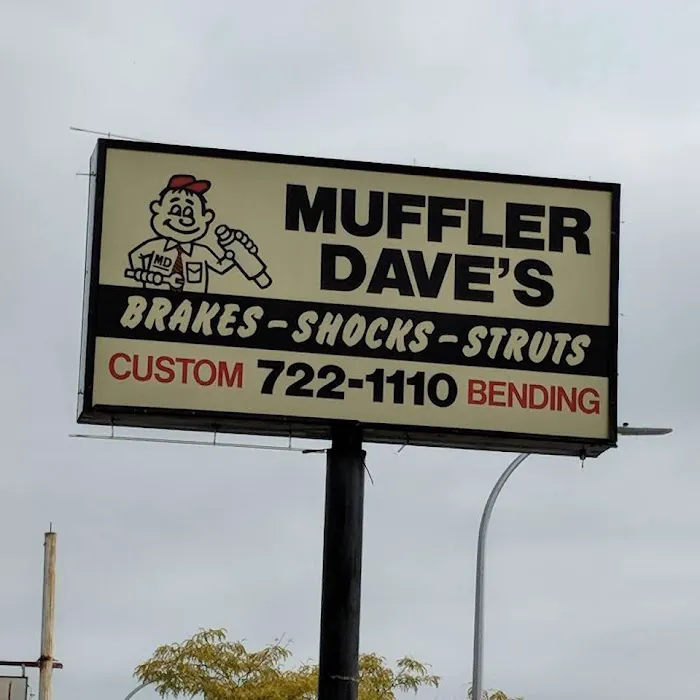 MUFFLER
DAVE'S
MD
BRAKES - SHOCKS - STRUTS
CUSTOM 722-1110 BENDING